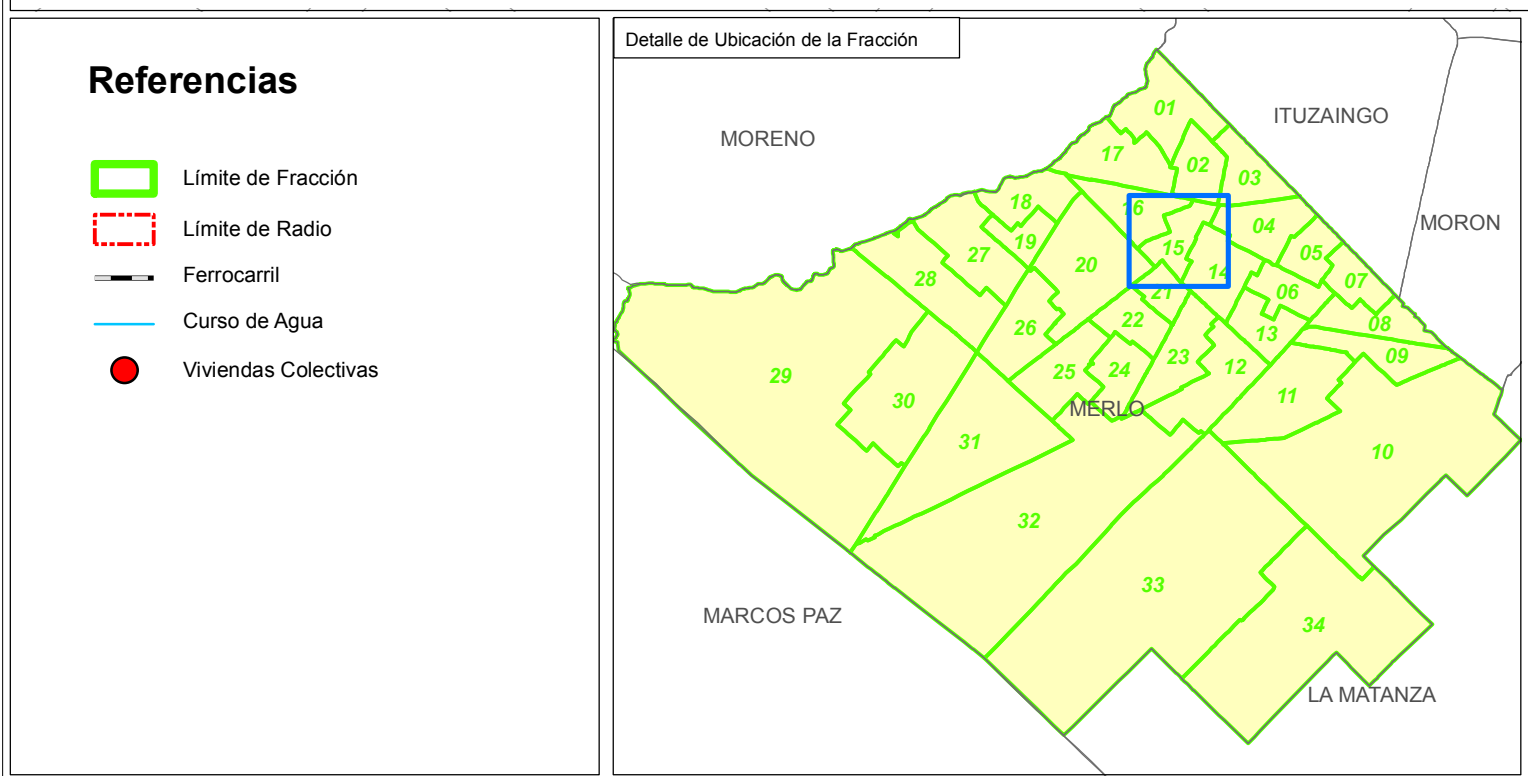 Referencias
Límite de Fracción
Límite de Radio
Ferrocarril
Curso de Agua
Viviendas Colectivas
Detalle de Ubicación de la Fracción
MORENO
ITUZAINGO
MORON
MERLO
MARCOS PAZ
LA MATANZA
01
17
02
03
18
16
04
19
27
15
05
20
14
28
07
21
06
22
08
26
13
23
09
25
24
12
29
11
30
31
10
32
33
34